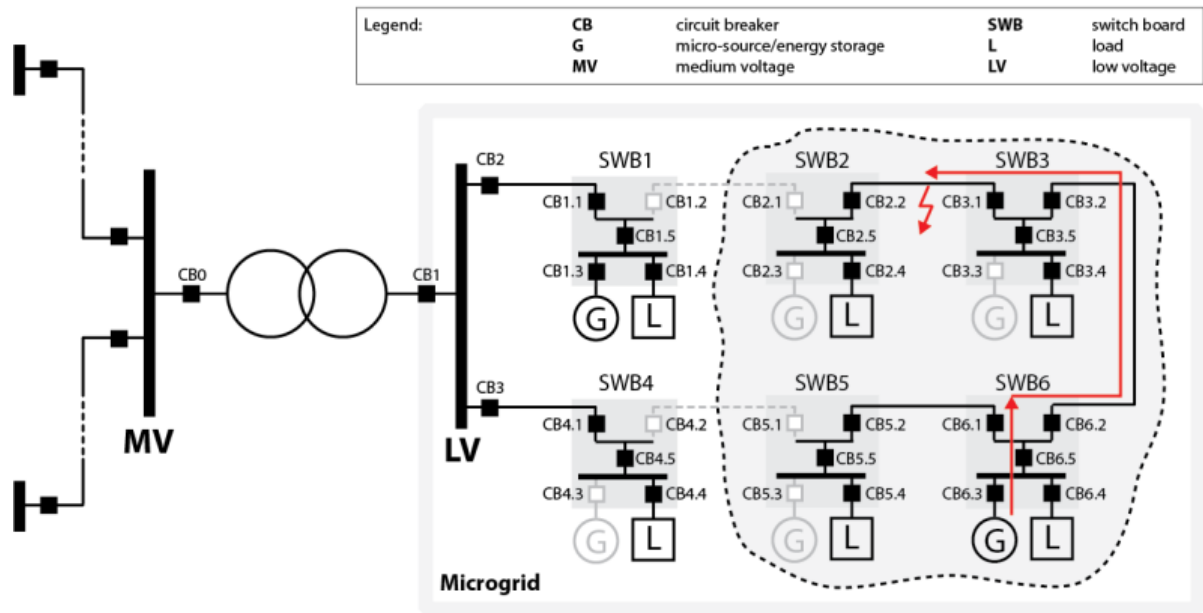 Legend: CB circuit breaker SWB switch board
G micro-source/energy storage L load
MV medium voltage LV low voltage
CB2 SWB1 SWB2 SWB3
CB1.1 CB1.2 CB2.1 CB2.2 CB3.1 CB3.2
CB1.5 CB2.5 CB3.5
CB0 CB1 CB1.3 CB1.4 CB2.3 CB2.4 CB3.3 CB3.4
G L G L G L
CB3 SWB4 SWB5 SWB6
MV LV CB4.1 CB4.2 CB5.1 CB5.2 CB6.1 CB6.2
CB4.5 CB5.5 CB6.5
CB4.3 CB4.4 CB5.3 CB5.4 CB6.3 CB6.4
G L G L G L
Microgrid